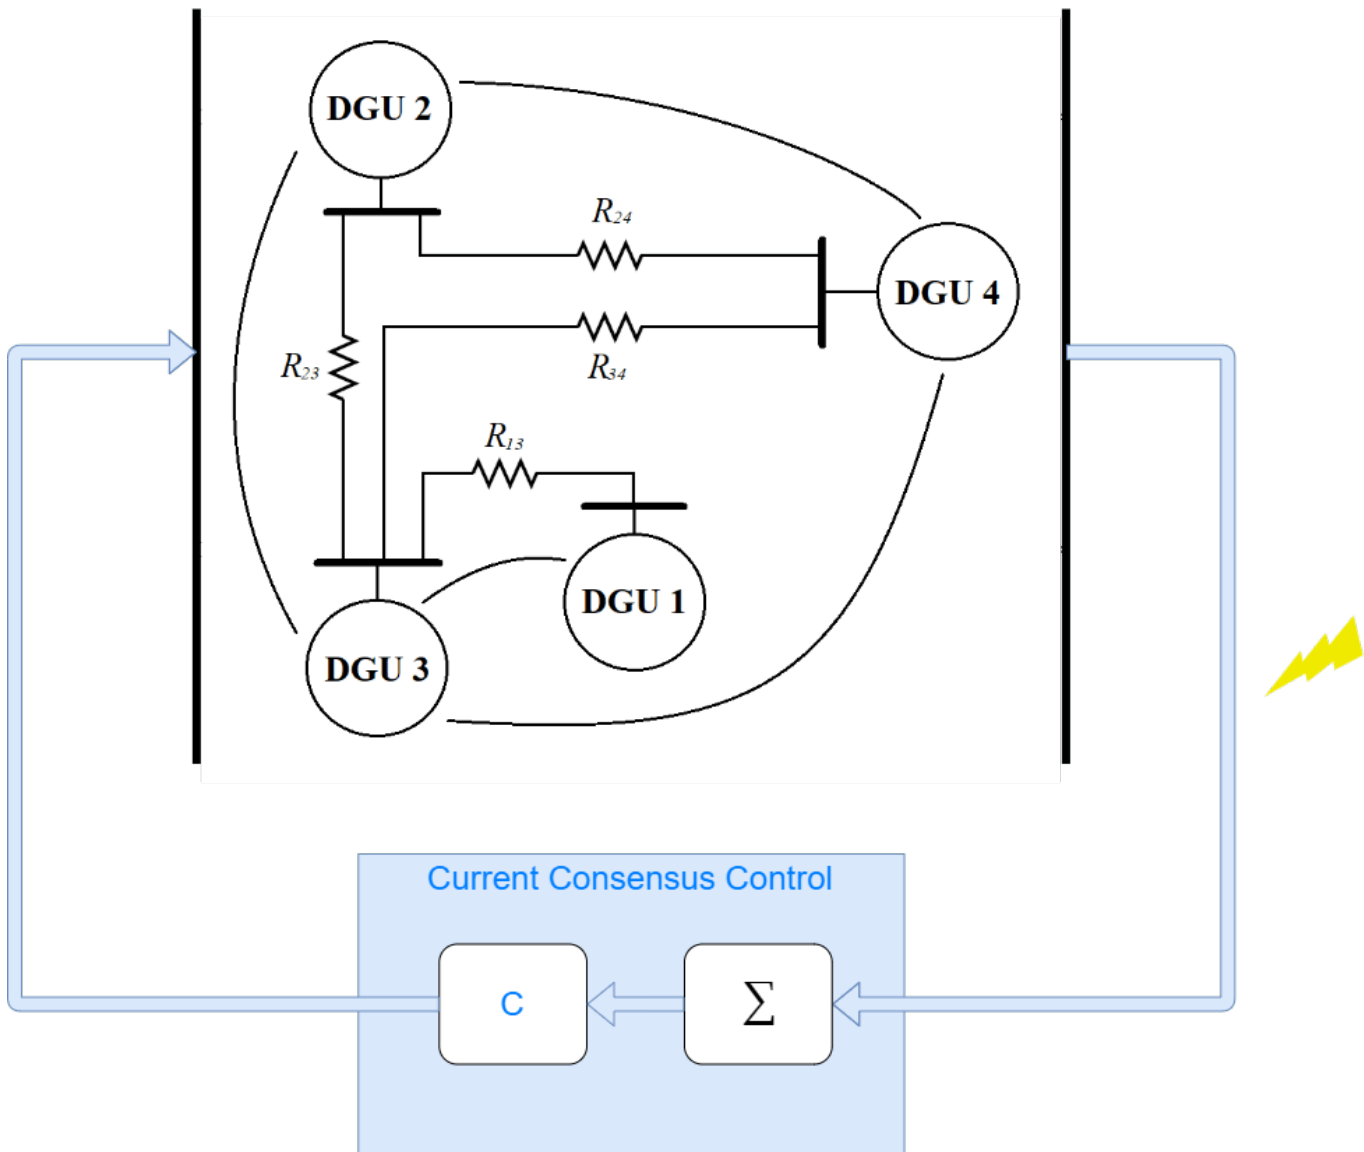 DGU 2
R24
DGU 4
R34
R23
R13
DGU 1
DGU 3
Current Consensus Control
C
∑